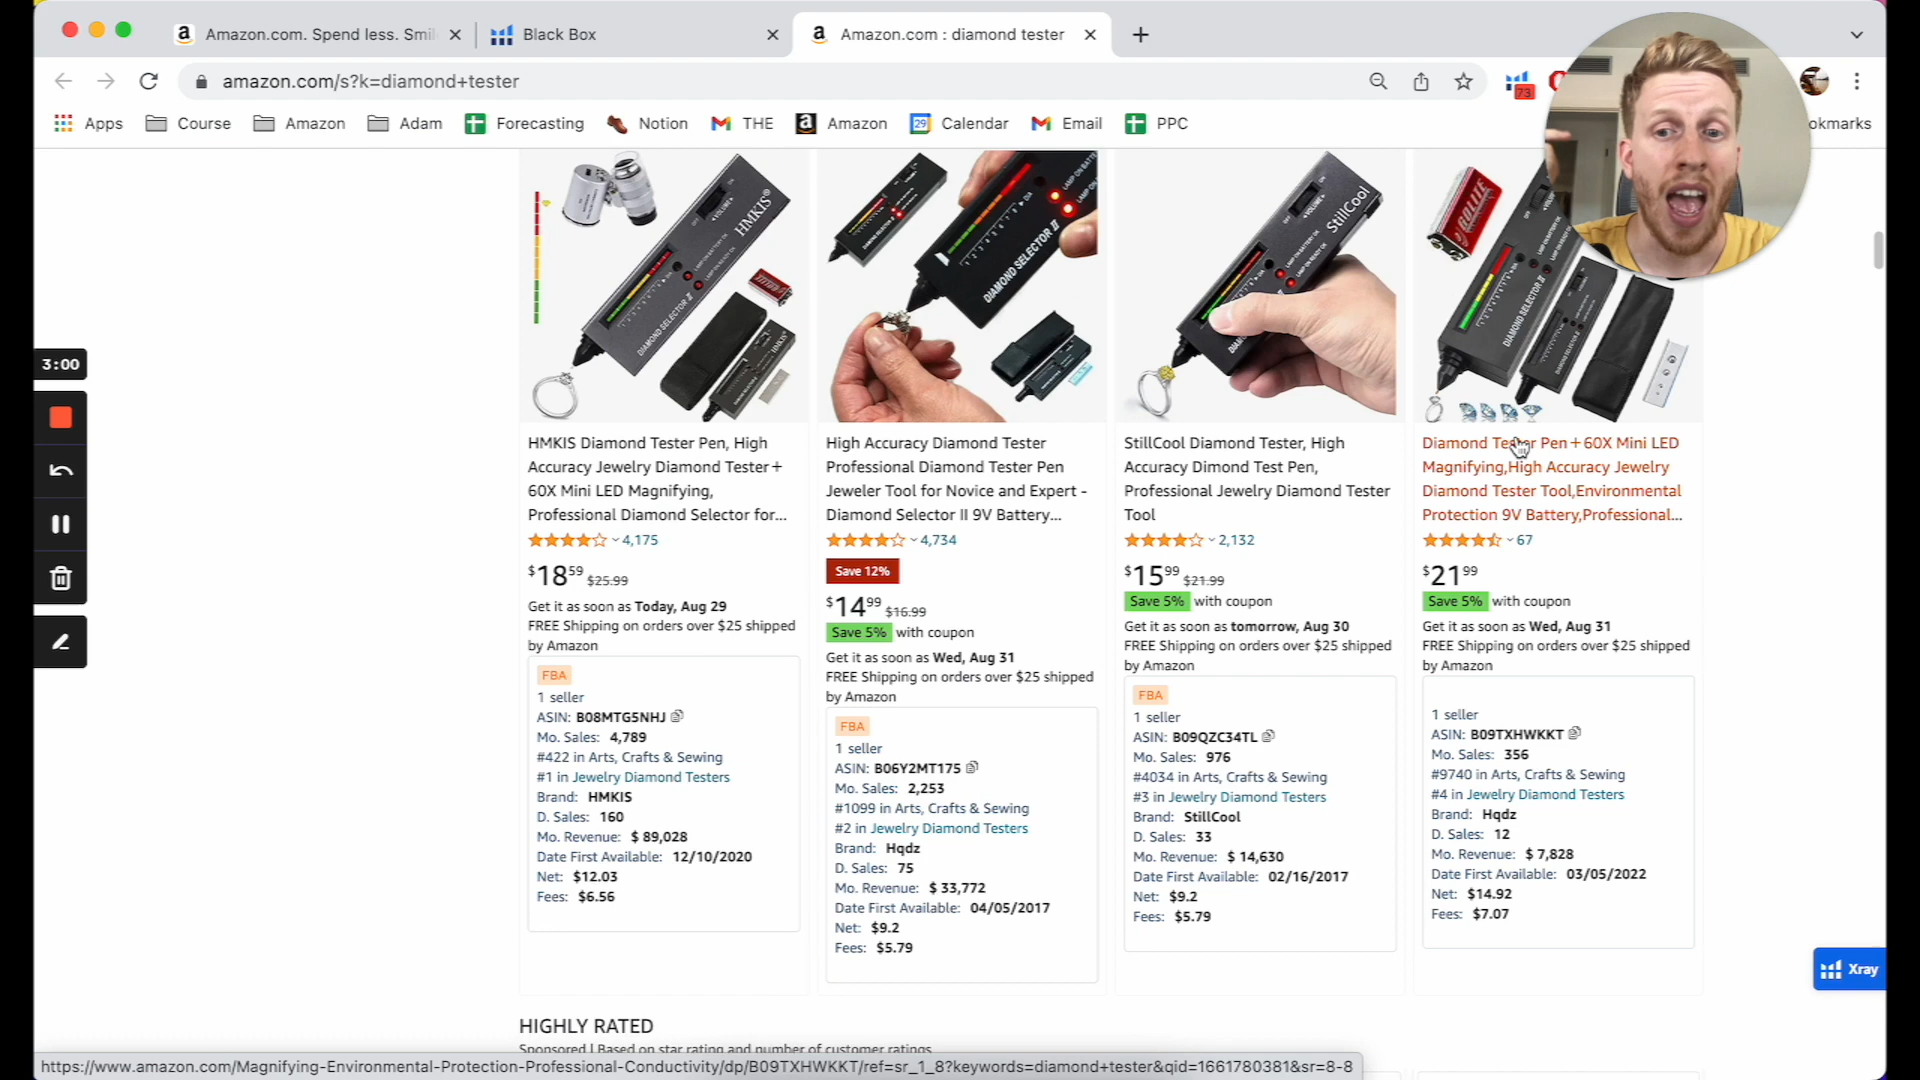 Amazon.com. Spend less. Smil
Black Box
Amazon.com : diamond tester
amazon.com/s?k=diamond+tester
73
Apps
Course
Amazon
Adam
Forecasting
Notion
THE
Amazon
29
Calendar
Email
PPC
okmarks
3:00
HMKIS
DIAMOND SELECTOR II
DIAMOND SELECTOR II
StillCool
GOLITE
DIAMOND SELECTOR II
HMKIS Diamond Tester Pen, High
Accuracy Jewelry Diamond Tester+
60X Mini LED Magnifying,
Professional Diamond Selector for...
4,175
$18 59 $25.99
Get it as soon as Today, Aug 29
FREE Shipping on orders over $25 shipped
by Amazon
FBA
1 seller
ASIN: B08MTG5NHJ
Mo. Sales: 4,789
#422 in Arts, Crafts & Sewing
#1 in Jewelry Diamond Testers
Brand: HMKIS
D. Sales: 160
Mo. Revenue: $ 89,028
Date First Available: 12/10/2020
Net: $12.03
Fees: $6.56
High Accuracy Diamond Tester
Professional Diamond Tester Pen
Jeweler Tool for Novice and Expert -
Diamond Selector II 9V Battery...
4,734
Save 12%
$14 99 $16.99
Save 5% with coupon
Get it as soon as Wed, Aug 31
FREE Shipping on orders over $25 shipped
by Amazon
FBA
1 seller
ASIN: B06Y2MT175
Mo. Sales: 2,253
#1099 in Arts, Crafts & Sewing
#2 in Jewelry Diamond Testers
Brand: Hqdz
D. Sales: 75
Mo. Revenue: $ 33,772
Date First Available: 04/05/2017
Net: $9.2
Fees: $5.79
StillCool Diamond Tester, High
Accuracy Dimond Test Pen,
Professional Jewelry Diamond Tester
Tool
2,132
$15 99 $21.99
Save 5% with coupon
Get it as soon as tomorrow, Aug 30
FREE Shipping on orders over $25 shipped
by Amazon
FBA
1 seller
ASIN: B09QZC34TL
Mo. Sales: 976
#4034 in Arts, Crafts & Sewing
#3 in Jewelry Diamond Testers
Brand: StillCool
D. Sales: 33
Mo. Revenue: $ 14,630
Date First Available: 02/16/2017
Net: $9.2
Fees: $5.79
Diamond Tester Pen+60X Mini LED
Magnifying,High Accuracy Jewelry
Diamond Tester Tool,Environmental
Protection 9V Battery,Professional...
67
$21 99
Save 5% with coupon
Get it as soon as Wed, Aug 31
FREE Shipping on orders over $25 shipped
by Amazon
1 seller
ASIN: B09TXHWKKT
Mo. Sales: 356
#9740 in Arts, Crafts & Sewing
#4 in Jewelry Diamond Testers
Brand: Hqdz
D. Sales: 12
Mo. Revenue: $ 7,828
Date First Available: 03/05/2022
Net: $14.92
Fees: $7.07
Xray
HIGHLY RATED
Sponsored | Based on star rating and number of customer ratings
https://www.amazon.com/Magnifying-Environmental-Protection-Professional-Conductivity/dp/B09TXHWKKT/ref=sr_1_8?keywords=diamond+tester&qid=1661780381&sr=8-8